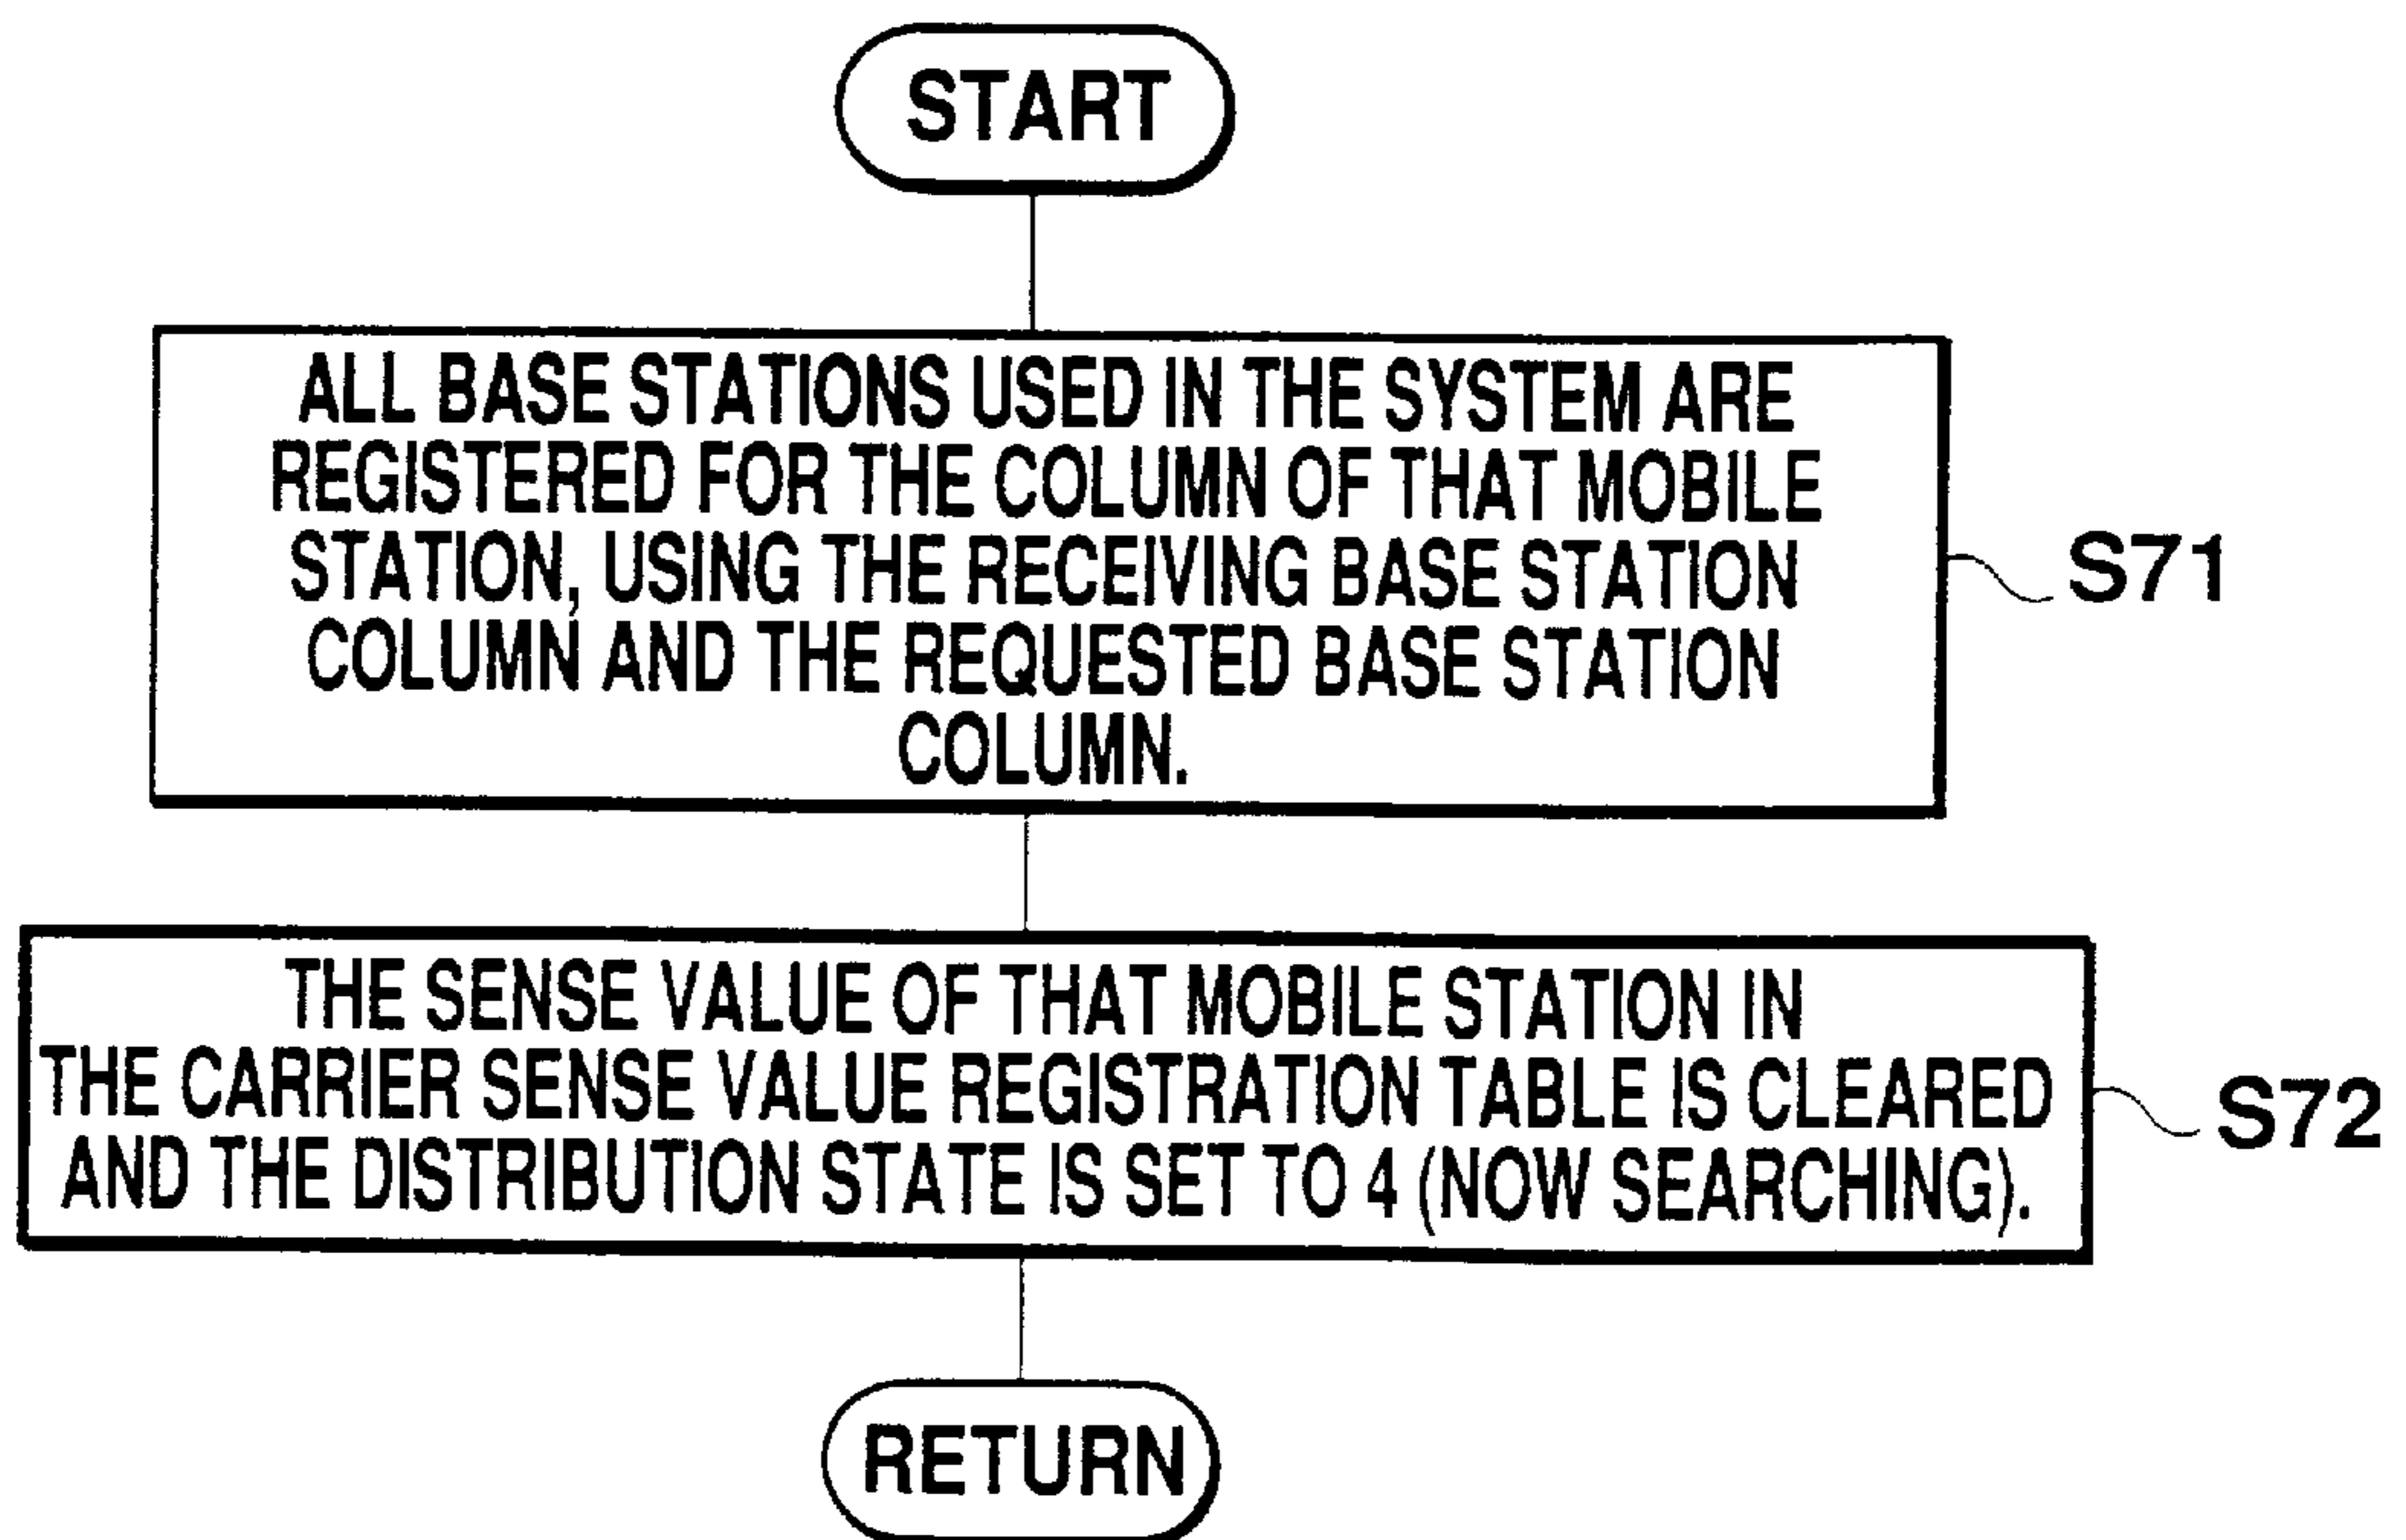 START
ALL BASE STATIONS USED IN THE SYSTEM ARE
REGISTERED FOR THE COLUMN OF THAT MOBILE
STATION, USING THE RECEIVING BASE STATION
COLUMN AND THE REQUESTED BASE STATION
COLUMN.
S71
THE SENSE VALUE OF THAT MOBILE STATION IN
THE CARRIER SENSE VALUE REGISTRATION TABLE IS CLEARED
AND THE DISTRIBUTION STATE IS SET TO 4 (NOW SEARCHING).
S72
RETURN